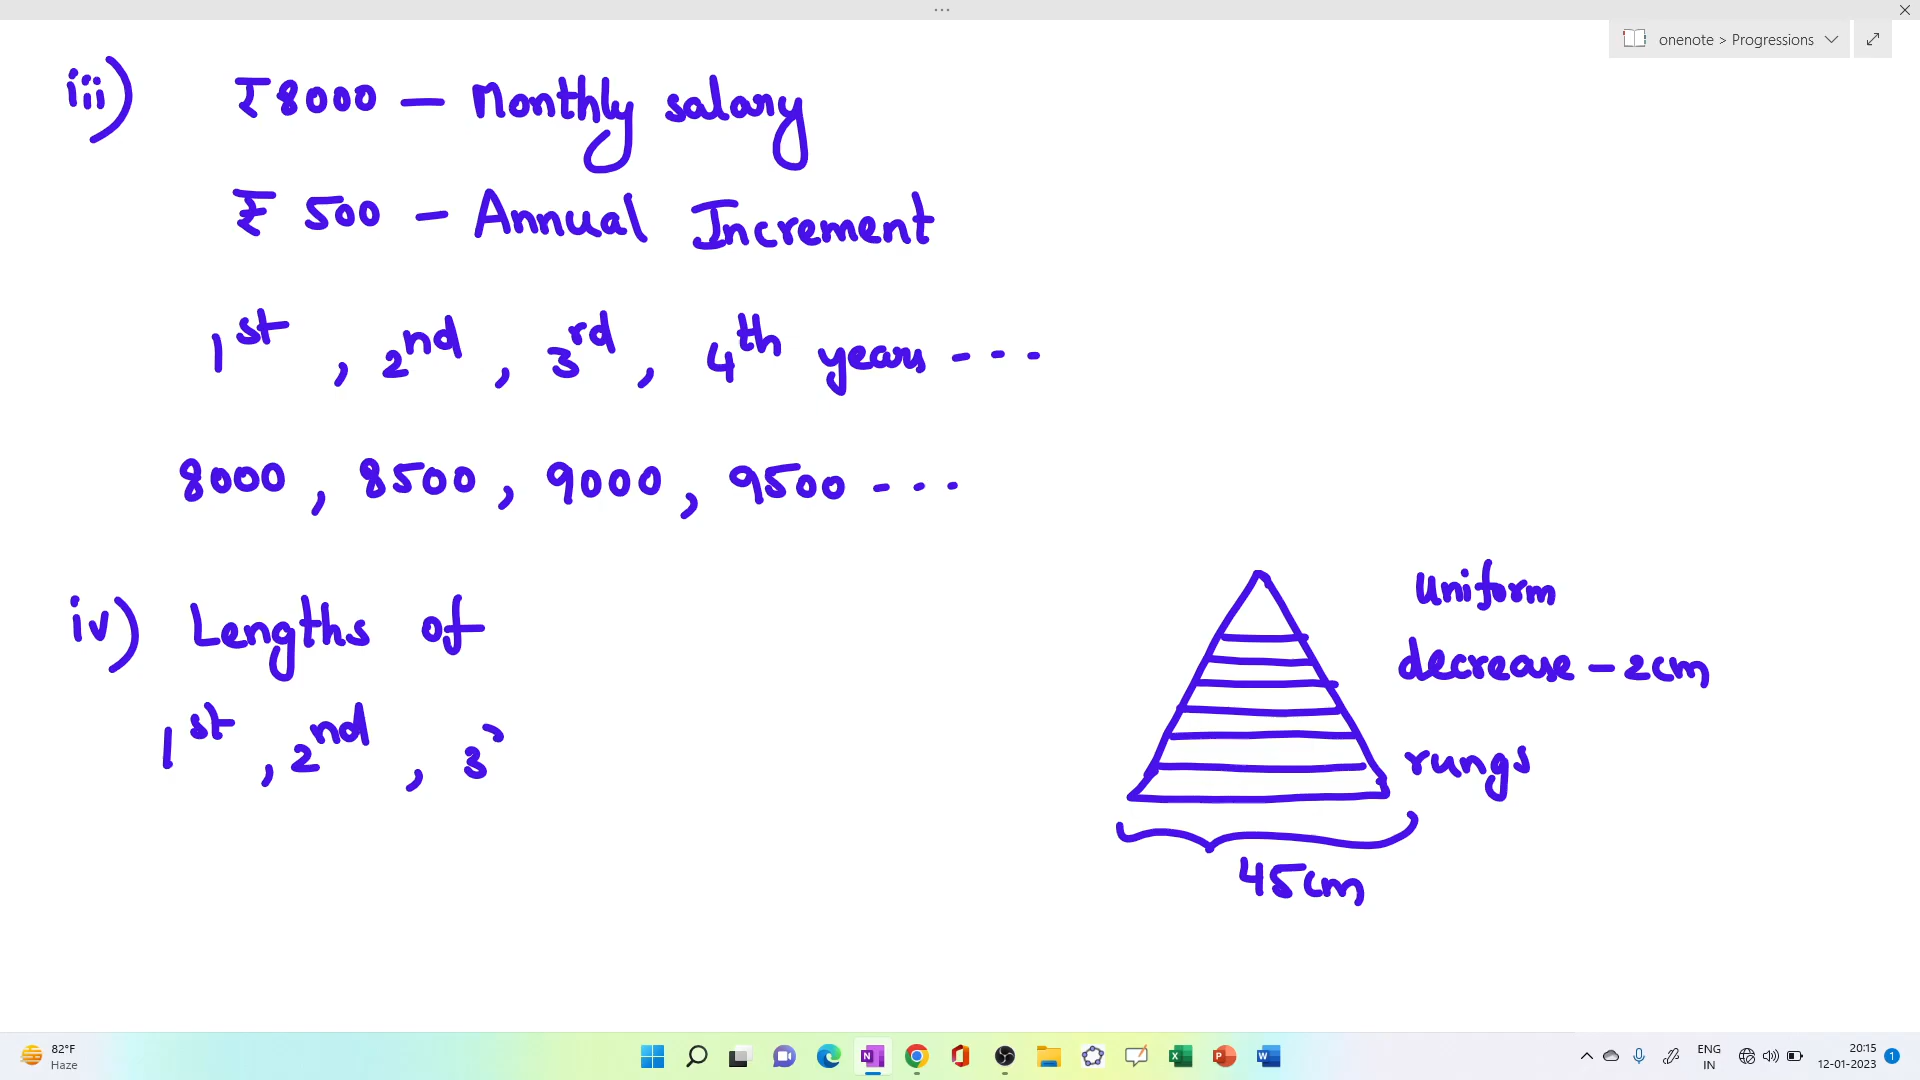 onenote > Progressions
iii) ₹8000 — Monthly salary
₹ 500 — Annual Increment
1st, 2nd, 3rd, 4th years ---
8000, 8500, 9000, 9500 ---
iv) Lengths of
1st, 2nd, 3
uniform
decrease — 2cm
rungs
45cm
82°F
Haze
ENG
IN
20:15
12-01-2023
1